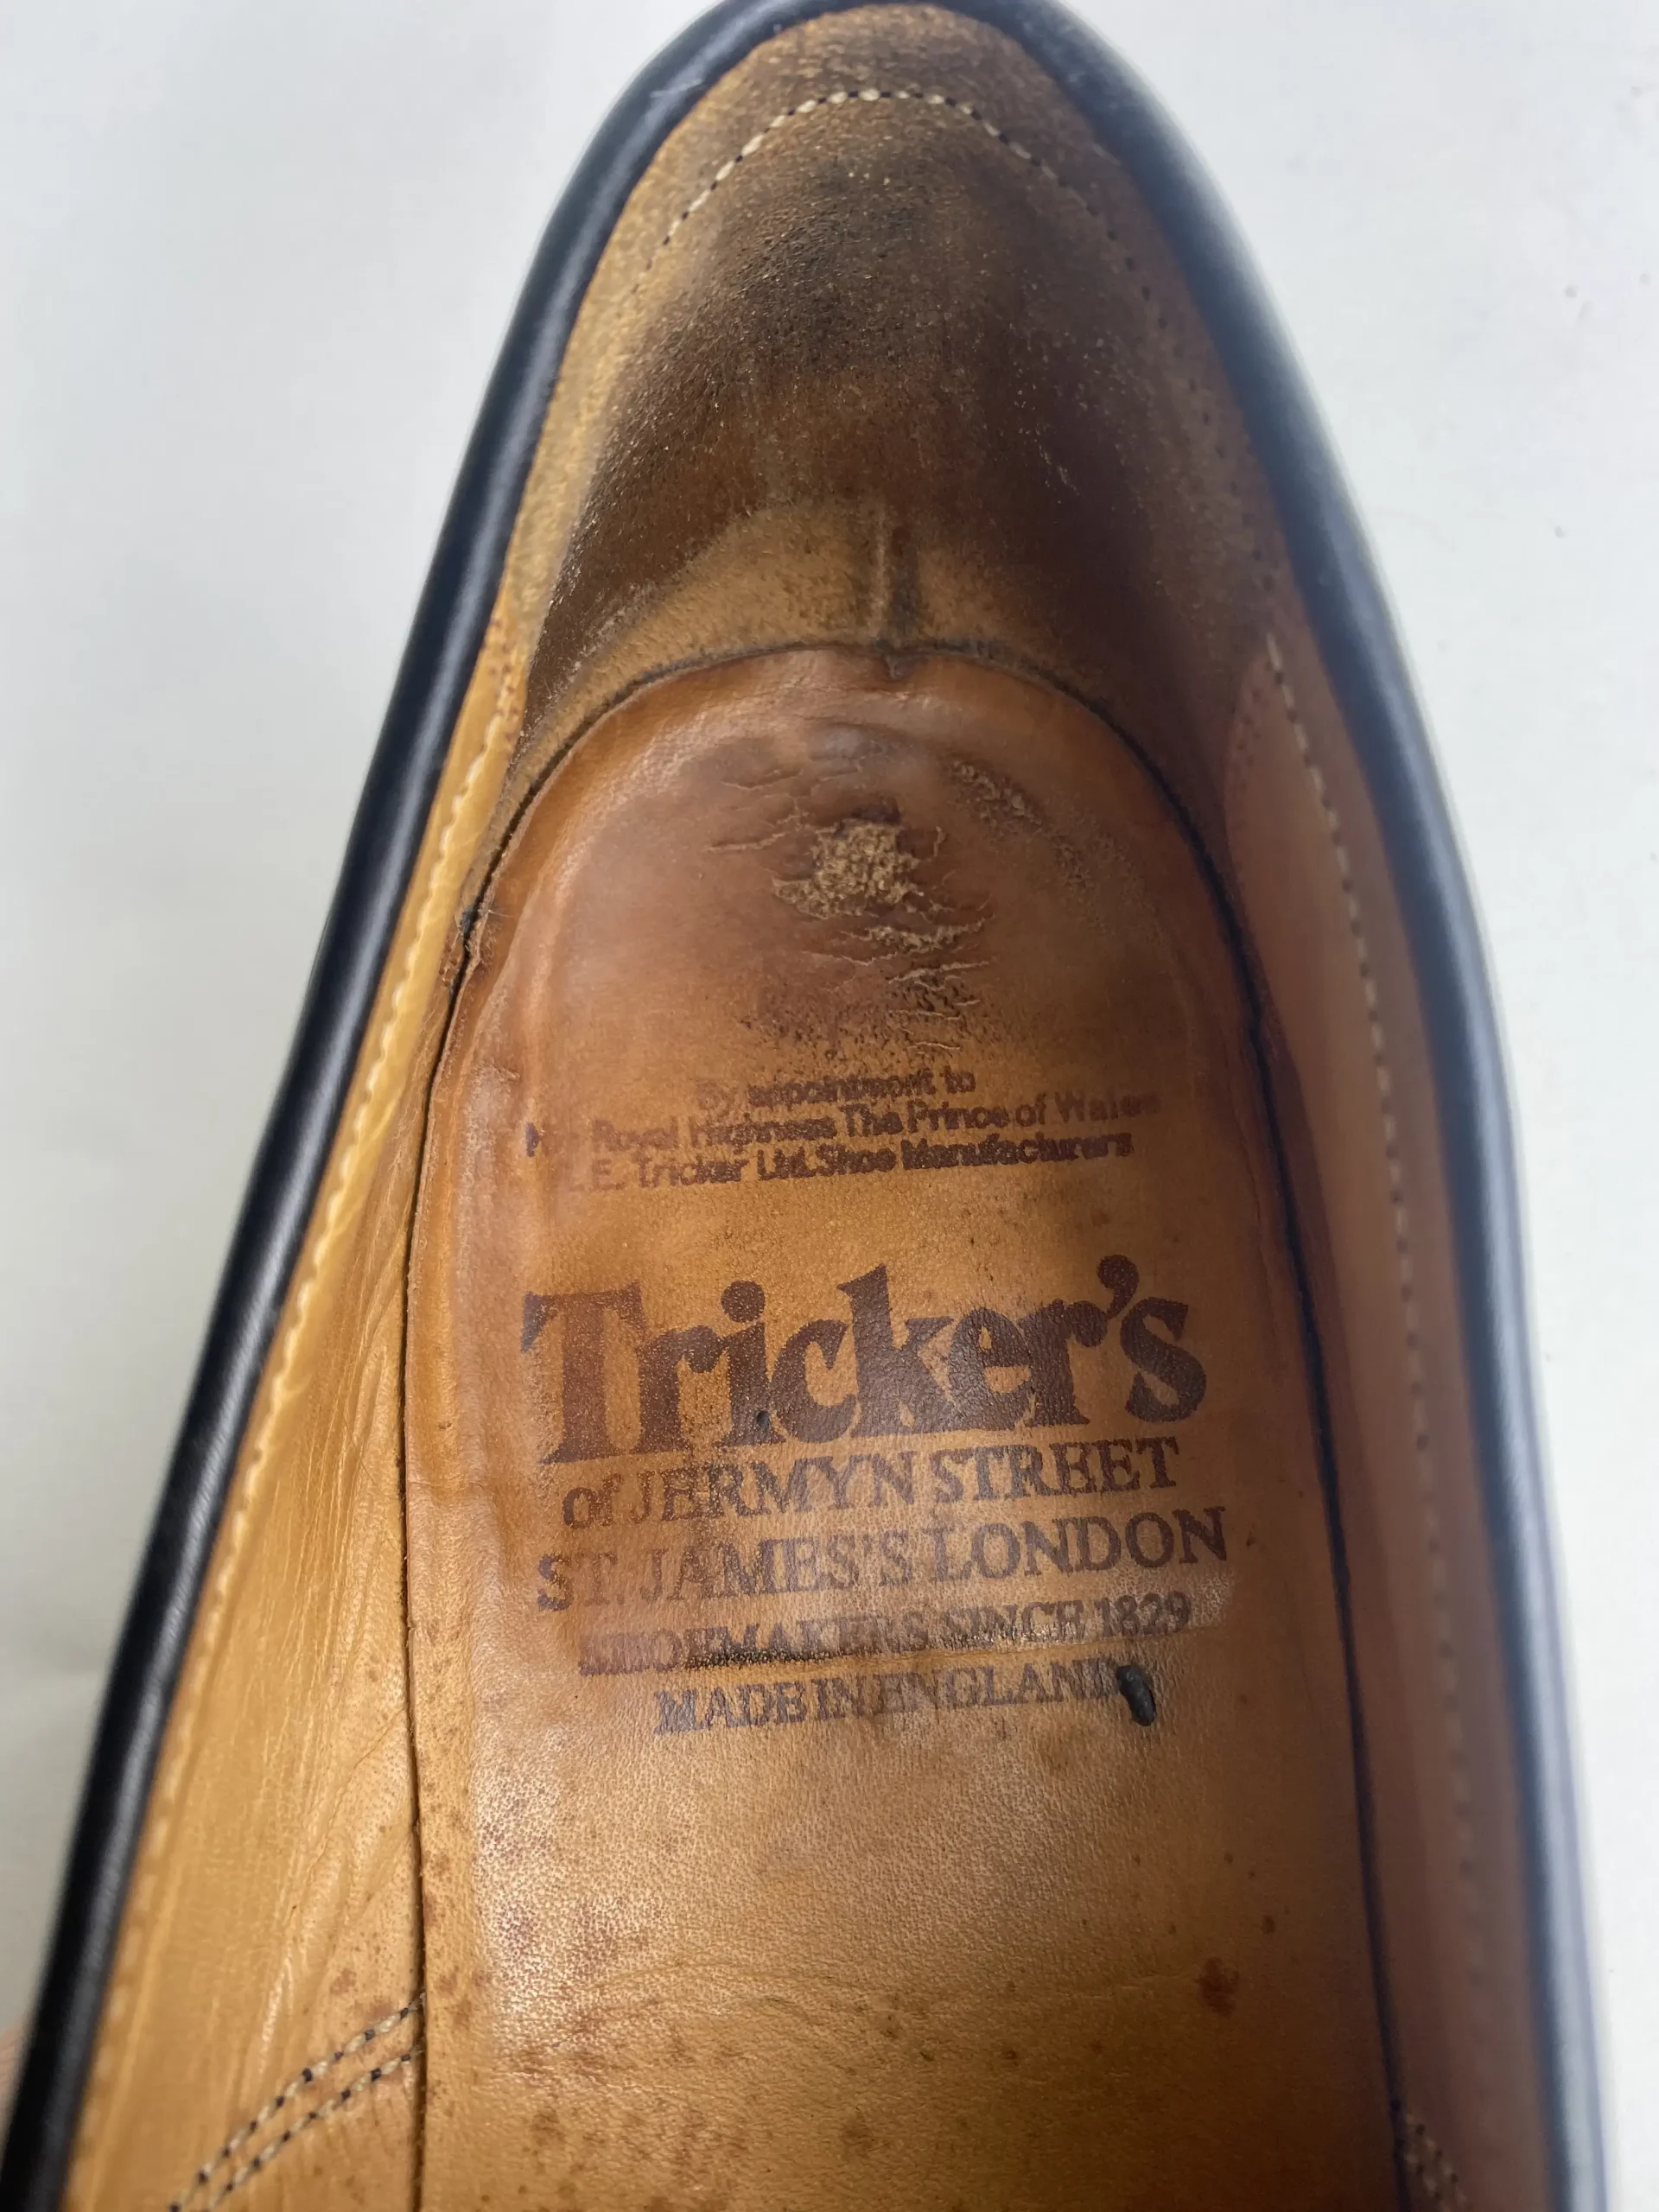 By appointment to
His Royal Highness The Prince of Wales
R.E. Tricker Ltd. Shoe Manufacturers
Tricker's
of JERMYN STREET
ST. JAMES'S LONDON
SHOEMAKERS SINCE 1829
MADE IN ENGLAND